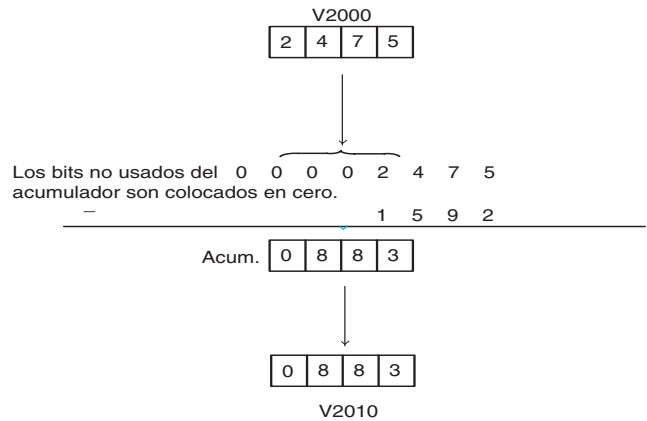 V2000
2 4 7 5
Los bits no usados del 0 0 0 0 2 4 7 5
acumulador son colocados en cero.
− 1 5 9 2
Acum. 0 8 8 3
0 8 8 3
V2010